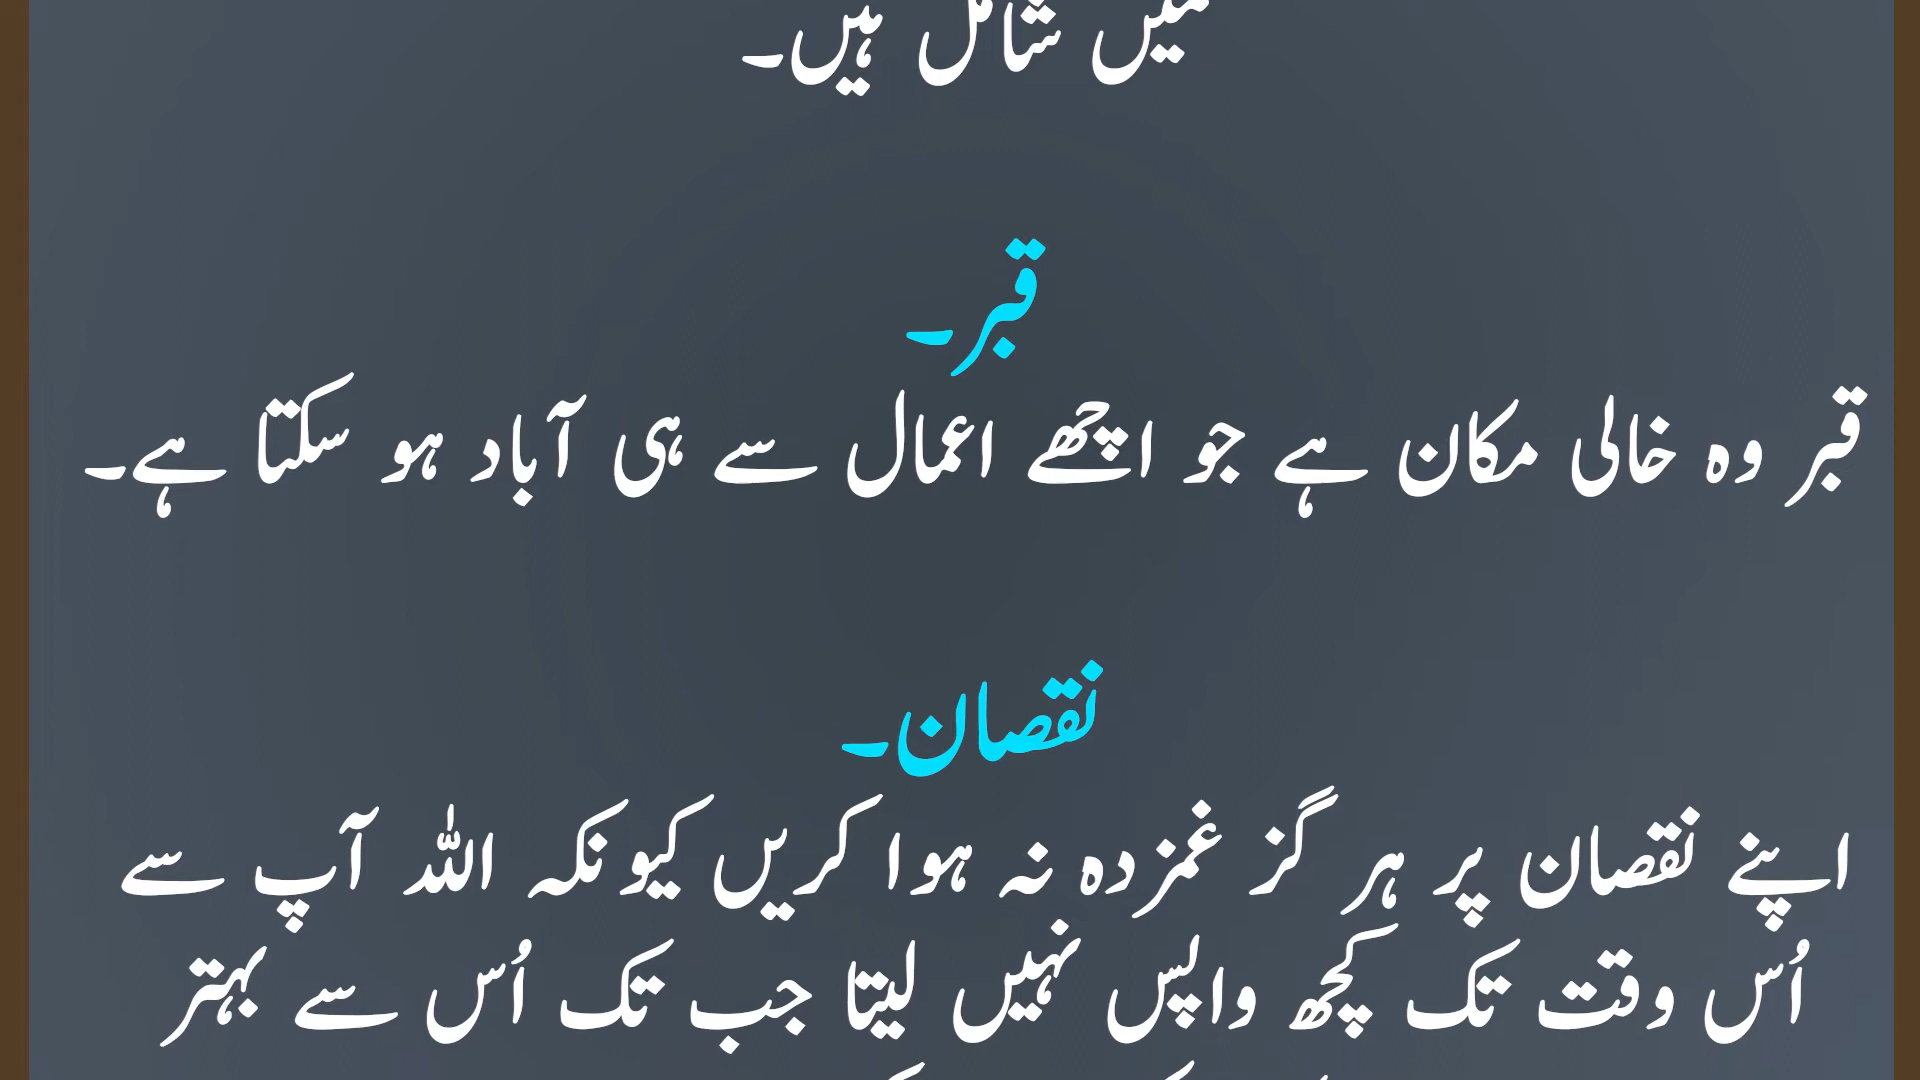 میں شامل ہیں۔
قبر۔
قبر وہ خالی مکان ہے جو اچھے اعمال سے ہی آباد ہو سکتا ہے۔
نقصان۔
اپنے نقصان پر ہرگز غمزدہ نہ ہوا کریں کیونکہ اللہ آپ سے
اُس وقت تک کچھ واپس نہیں لیتا جب تک اُس سے بہتر